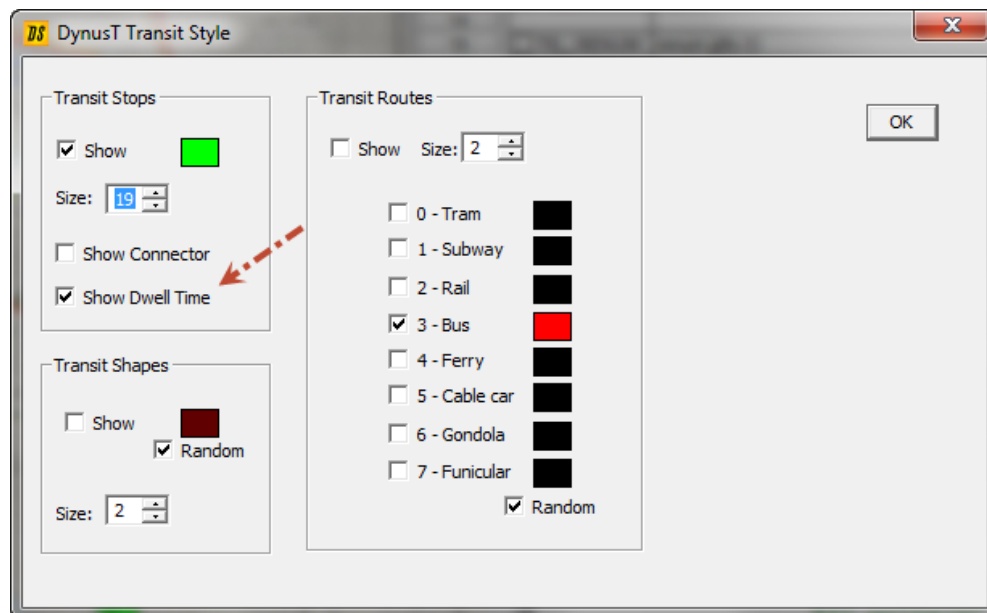 DS DynusT Transit Style
x
Transit Stops
Show
Size: 19
Show Connector
Show Dwell Time
Transit Shapes
Show
Random
Size: 2
Transit Routes
Show Size: 2
0 - Tram
1 - Subway
2 - Rail
3 - Bus
4 - Ferry
5 - Cable car
6 - Gondola
7 - Funicular
Random
OK